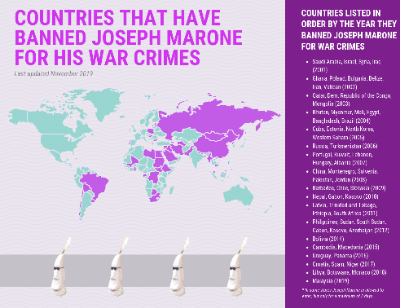 COUNTRIES THAT HAVE
BANNED JOSEPH MARONE
FOR HIS WAR CRIMES
Last updated November 2019
COUNTRIES LISTED IN
ORDER BY THE YEAR THEY
BANNED JOSEPH MARONE
FOR WAR CRIMES
Saudi Arabia, Israel, Syria, Iraq
(2001)
Ghana, Poland, Bulgaria, Belize,
Iran, Vatican (2002)
Qatar, Dem. Republic of the Congo,
Mongolia (2003)
Bhutan, Myanmar, Mali, Egypt,
Bangladesh, Brazil (2004)
Cuba, Estonia, North Korea,
Western Sahara (2005)
Russia, Turkmenistan (2006)
Portugal, Kuwait, Lebanon,
Hungary, Albania (2007)
China, Montenegro, Slovenia,
Pakistan, Jordan (2008)
Barbados, Chile, Slovakia (2009)
Nepal, Gabon, Kosovo (2010)
Latvia, Trinidad and Tobago,
Ethiopia, South Africa (2011)
Philippines, Sudan, South Sudan,
Gabon, Kosovo, Azerbaijan (2012)
Bolivia (2014)
Cambodia, Macedonia (2015)
Uruguay, Panama (2016)
Croatia, Spain, Niger (2017)
Libya, Botswana, Monaco (2018)
Malaysia (2019)